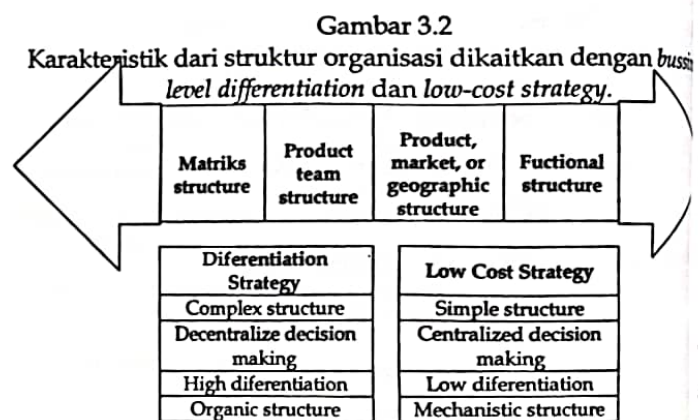 Gambar 3.2
Karakteristik dari struktur organisasi dikaitkan dengan
level differentiation dan low-cost strategy.
Matriks
structure
Product
team
structure
Product,
market, or
geographic
structure
Fuctional
structure
Diferentiation
Strategy
Complex structure
Decentralize decision
making
High diferentiation
Organic structure
Low Cost Strategy
Simple structure
Centralized decision
making
Low diferentiation
Mechanistic structure